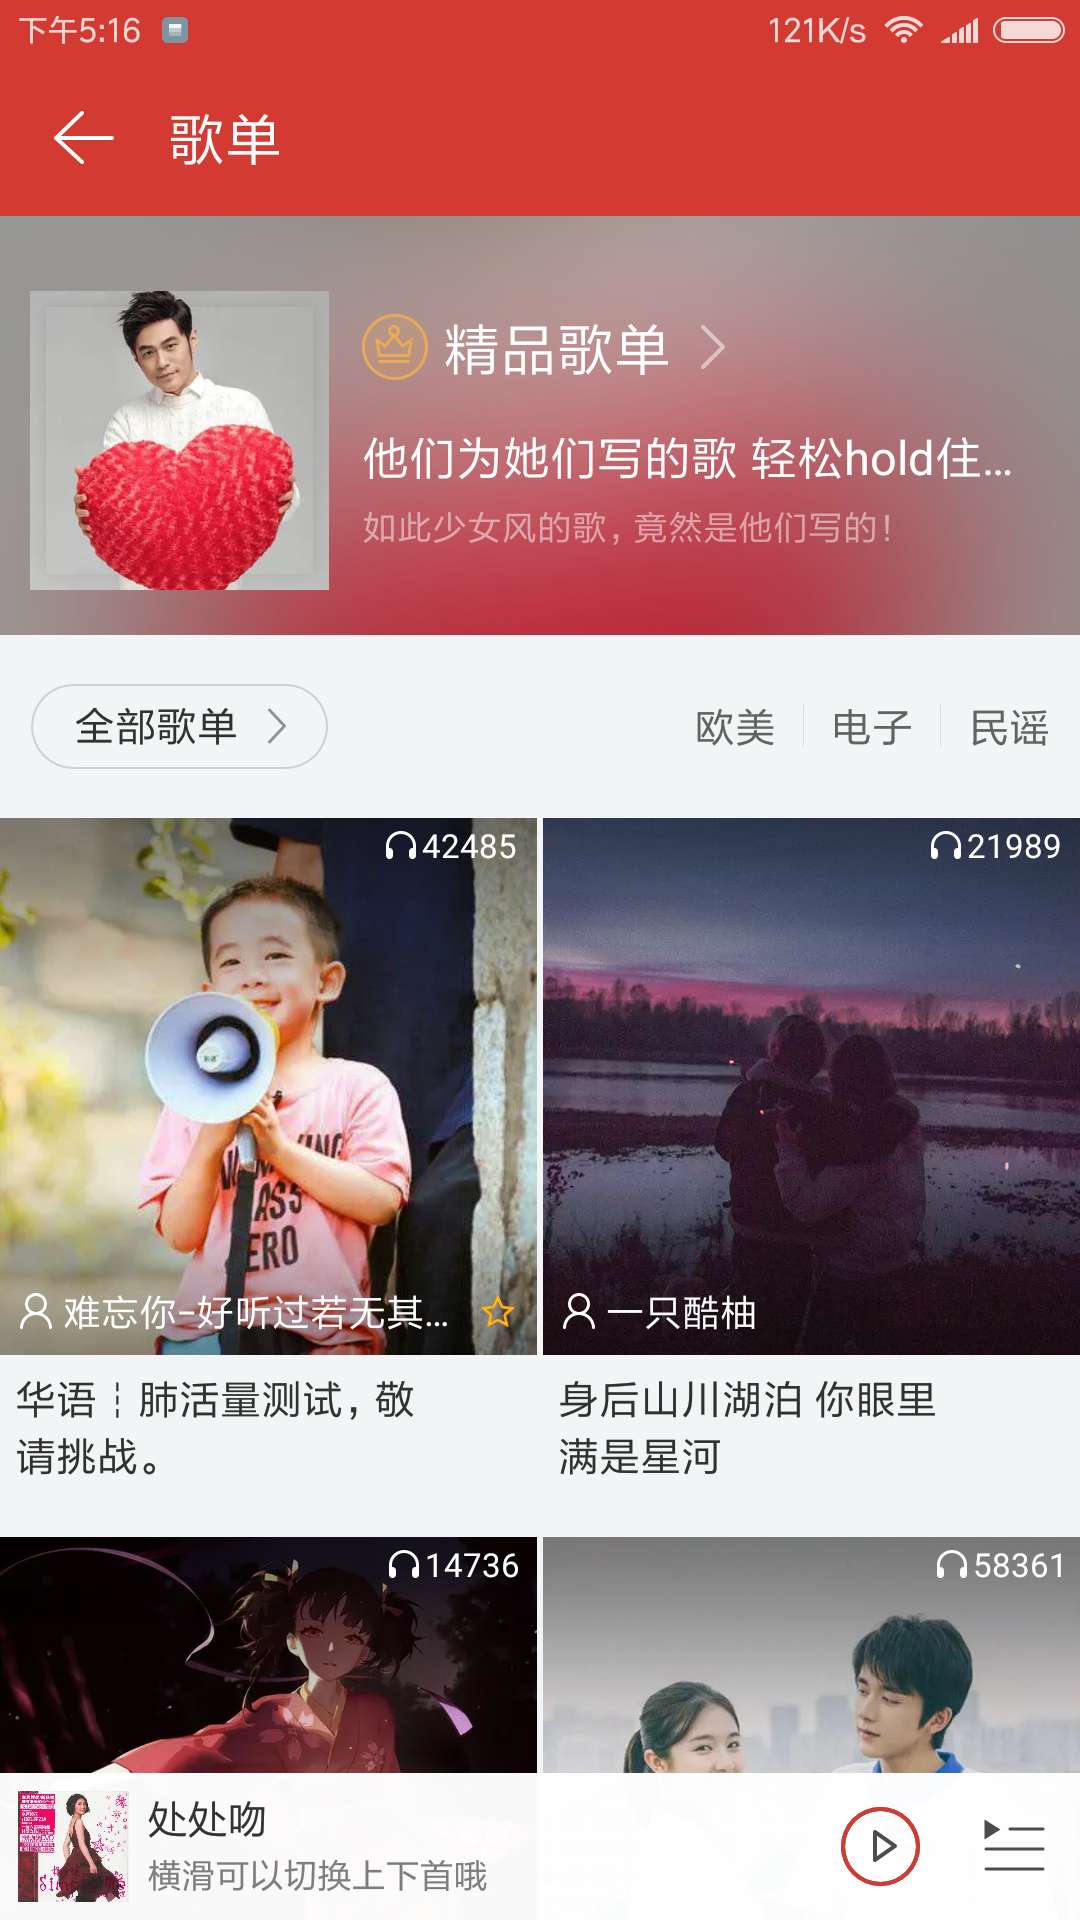 下午5:16
121K/s
歌单
精品歌单
他们为她们写的歌 轻松hold住...
如此少女风的歌，竟然是他们写的！
全部歌单
欧美
电子
民谣
42485
21989
难忘你-好听过若无其...
一只酷柚
华语┊肺活量测试，敬
请挑战。
身后山川湖泊 你眼里
满是星河
14736
58361
处处吻
横滑可以切换上下首哦